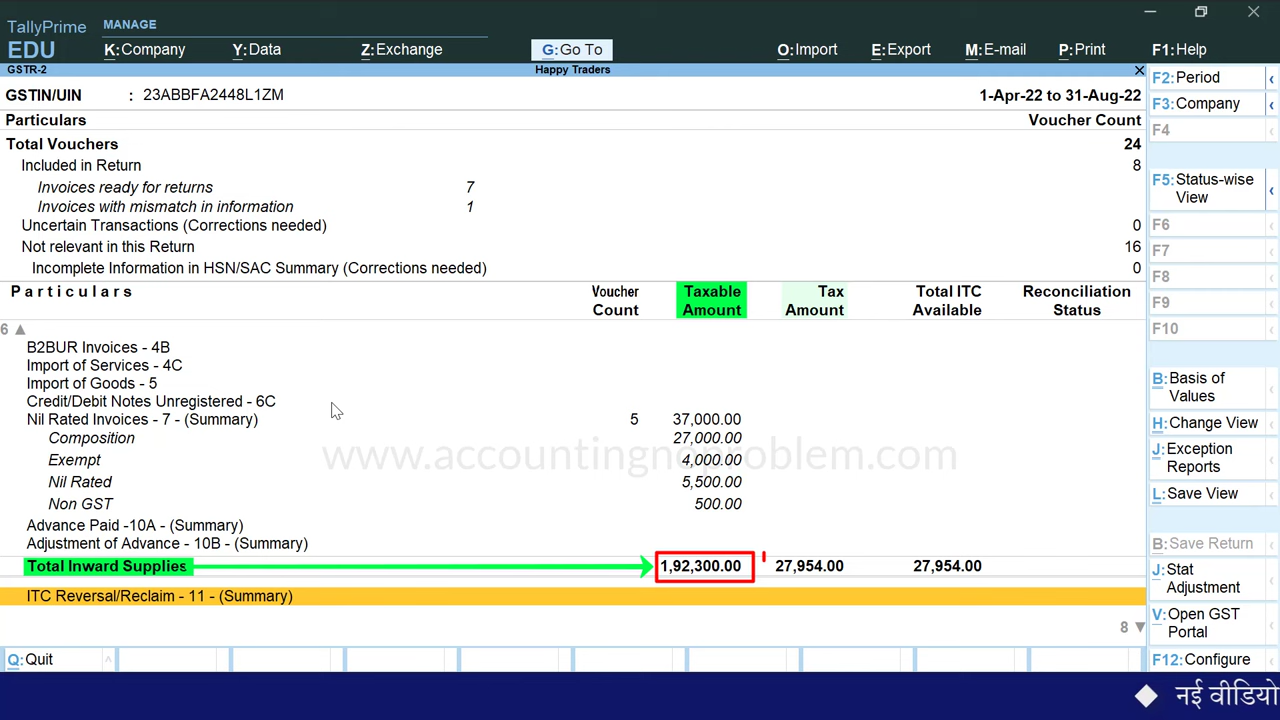 TallyPrime MANAGE
EDU K:Company Y:Data Z:Exchange G:Go To O:Import E:Export M:E-mail P:Print F1:Help
GSTR-2 Happy Traders
GSTIN/UIN : 23ABBFA2448L1ZM 1-Apr-22 to 31-Aug-22
Particulars Voucher Count
Total Vouchers 24
Included in Return 8
Invoices ready for returns 7
Invoices with mismatch in information 1
Uncertain Transactions (Corrections needed) 0
Not relevant in this Return 16
Incomplete Information in HSN/SAC Summary (Corrections needed) 0
Particulars Voucher Taxable Tax Total ITC Reconciliation
Count Amount Amount Available Status
6
B2BUR Invoices - 4B
Import of Services - 4C
Import of Goods - 5
Credit/Debit Notes Unregistered - 6C
Nil Rated Invoices - 7 - (Summary) 5 37,000.00
Composition 27,000.00
www.accountingnoproblem.com
Exempt 4,000.00
Nil Rated 5,500.00
Non GST 500.00
Advance Paid -10A - (Summary)
Adjustment of Advance - 10B - (Summary)
Total Inward Supplies 1,92,300.00 27,954.00 27,954.00
ITC Reversal/Reclaim - 11 - (Summary)
8
Q:Quit
F2:Period
F3:Company
F4
F5:Status-wise
View
F6
F7
F8
F9
F10
B:Basis of
Values
H:Change View
J:Exception
Reports
L:Save View
B:Save Return
J:Stat
Adjustment
V:Open GST
Portal
F12:Configure
नई वीडियो